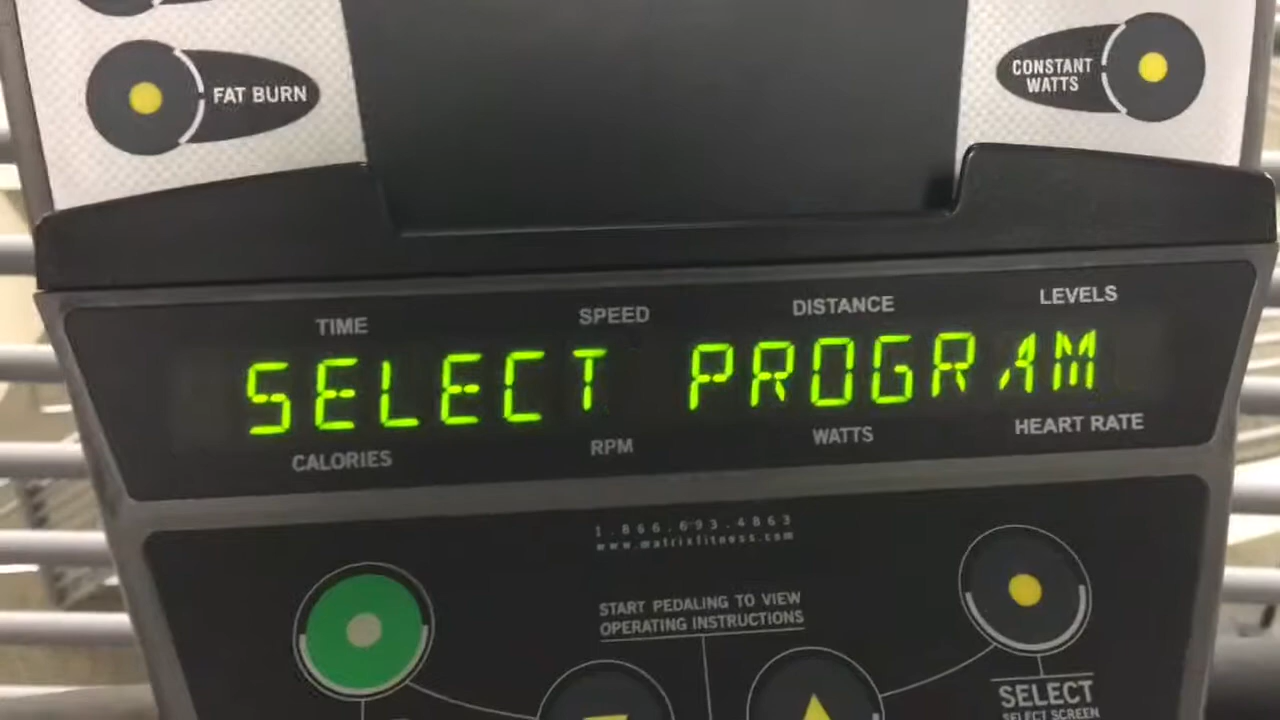 FAT BURN
CONSTANT
WATTS
TIME
SPEED
DISTANCE
LEVELS
SELECT PROGRAM
CALORIES
RPM
WATTS
HEART RATE
1.866.693.4863
www.matrixfitness.com
START PEDALING TO VIEW
OPERATING INSTRUCTIONS
SELECT
SELECT SCREEN